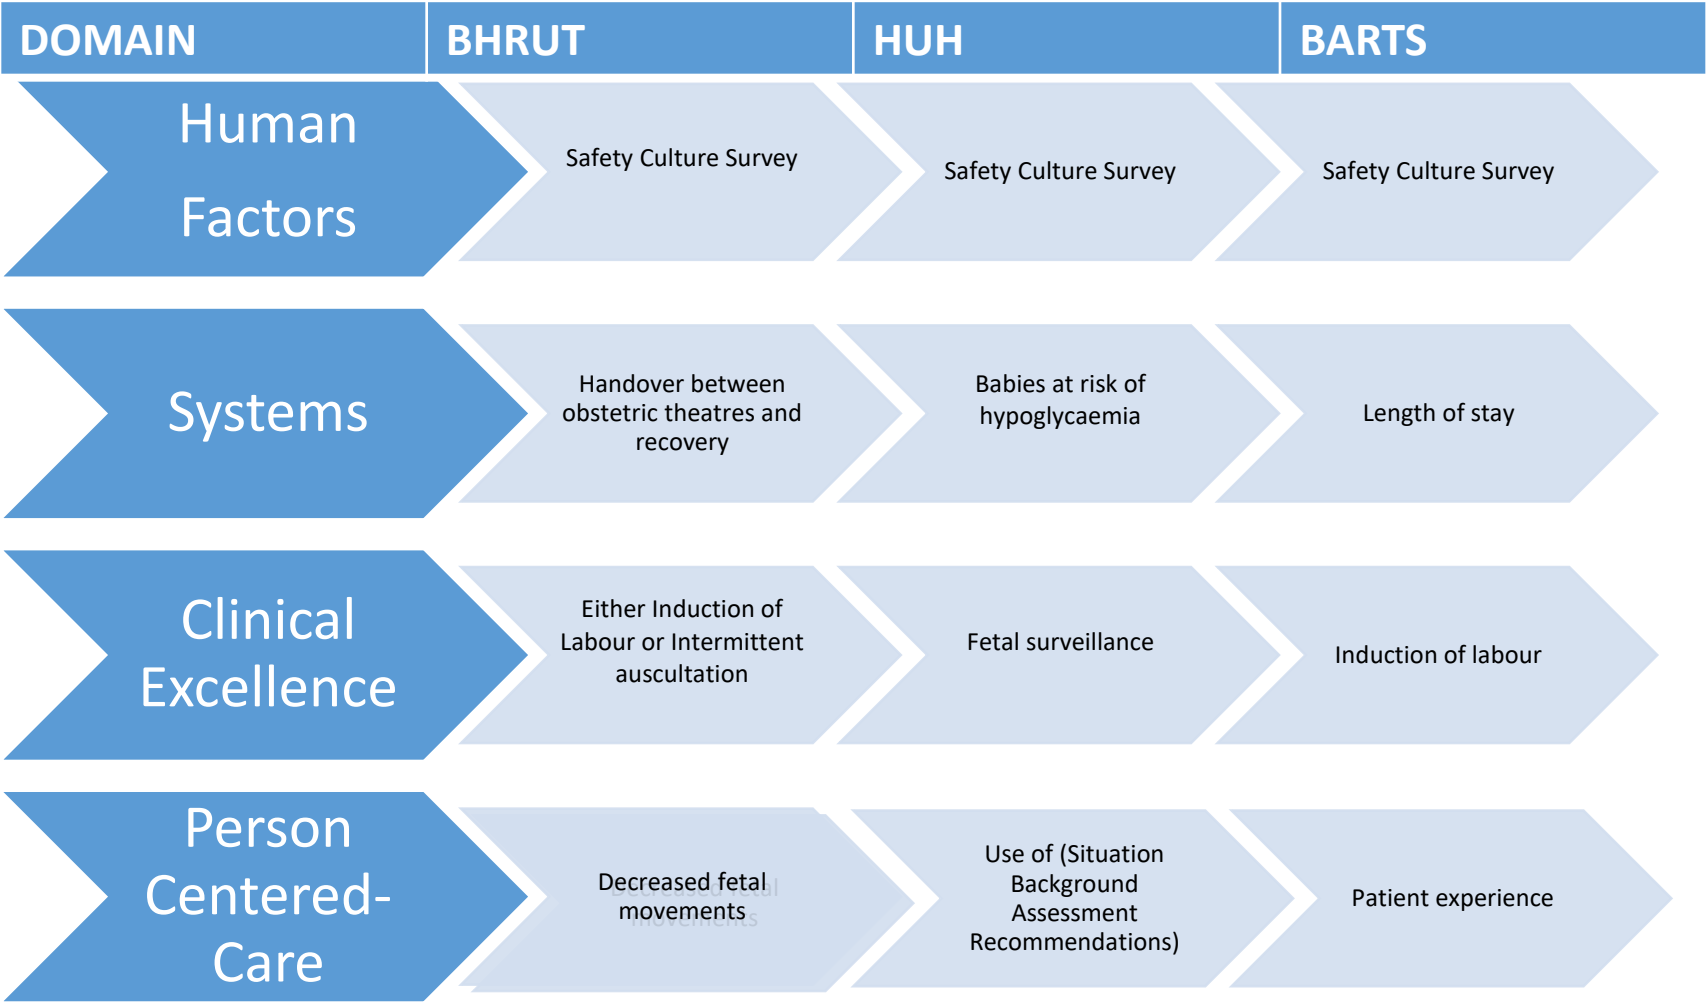 DOMAIN BHRUT HUH BARTS
Human
Factors
Safety Culture Survey
Safety Culture Survey
Safety Culture Survey
Systems
Handover between
obstetric theatres and
recovery
Babies at risk of
hypoglycaemia
Length of stay
Clinical
Excellence
Either Induction of
Labour or Intermittent
auscultation
Fetal surveillance
Induction of labour
Person
Centered-
Care
Decreased fetal
movements
Decreased fetal
movements
Use of (Situation
Background
Assessment
Recommendations)
Patient experience